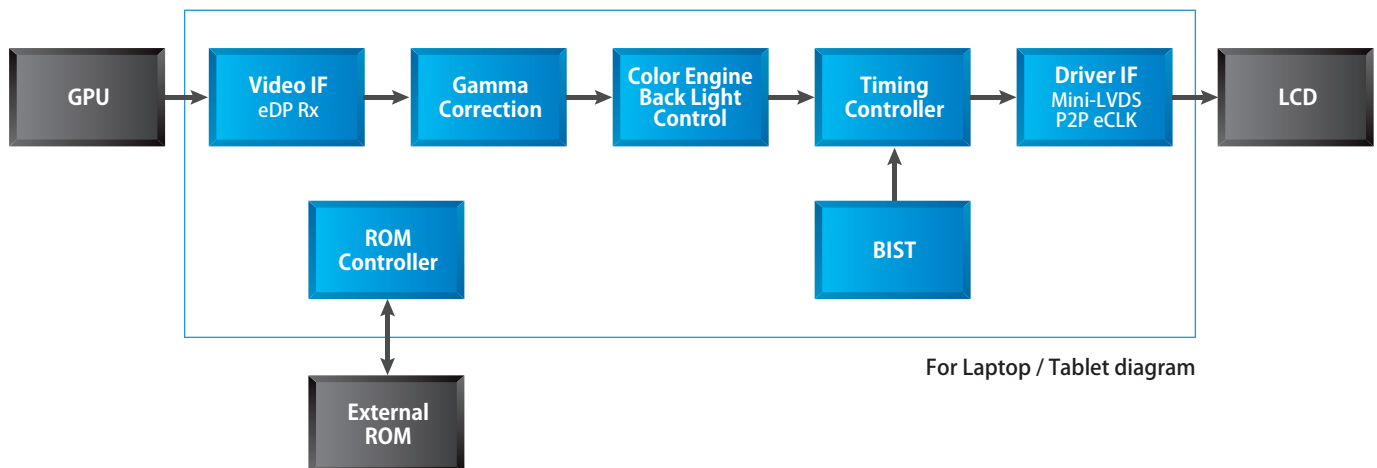 GPU
Video IF
eDP Rx
Gamma
Correction
Color Engine
Back Light
Control
Timing
Controller
Driver IF
Mini-LVDS
P2P eCLK
LCD
ROM
Controller
BIST
For Laptop / Tablet diagram
External
ROM